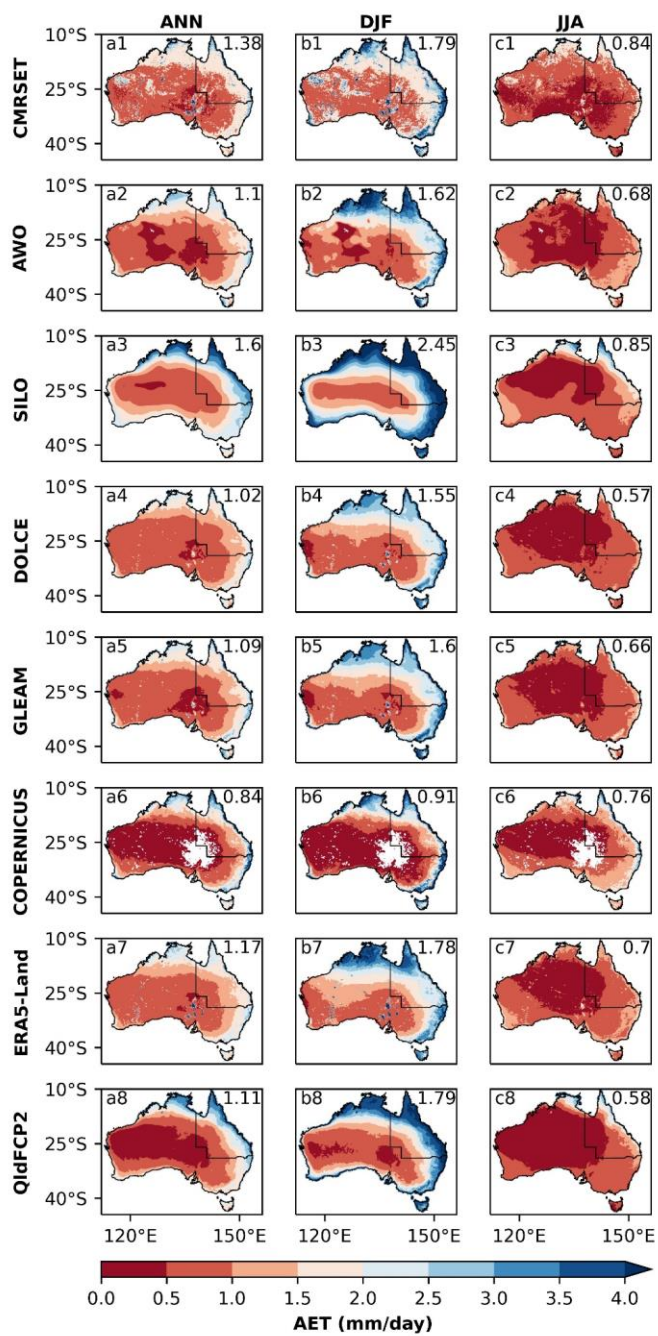 ANN DJF JJA
10°S a1 1.38 b1 1.79 c1 0.84
CMRSET
25°S
40°S
10°S a2 1.1 b2 1.62 c2 0.68
AWO
25°S
40°S
10°S a3 1.6 b3 2.45 c3 0.85
SILO
25°S
40°S
10°S a4 1.02 b4 1.55 c4 0.57
DOLCE
25°S
40°S
10°S a5 1.09 b5 1.6 c5 0.66
GLEAM
25°S
40°S
10°S a6 0.84 b6 0.91 c6 0.76
COPERNICUS
25°S
40°S
10°S a7 1.17 b7 1.78 c7 0.7
ERA5-Land
25°S
40°S
10°S a8 1.11 b8 1.79 c8 0.58
QldFCP2
25°S
40°S
120°E 150°E 120°E 150°E 120°E 150°E
0.0 0.5 1.0 1.5 2.0 2.5 3.0 3.5 4.0
AET (mm/day)